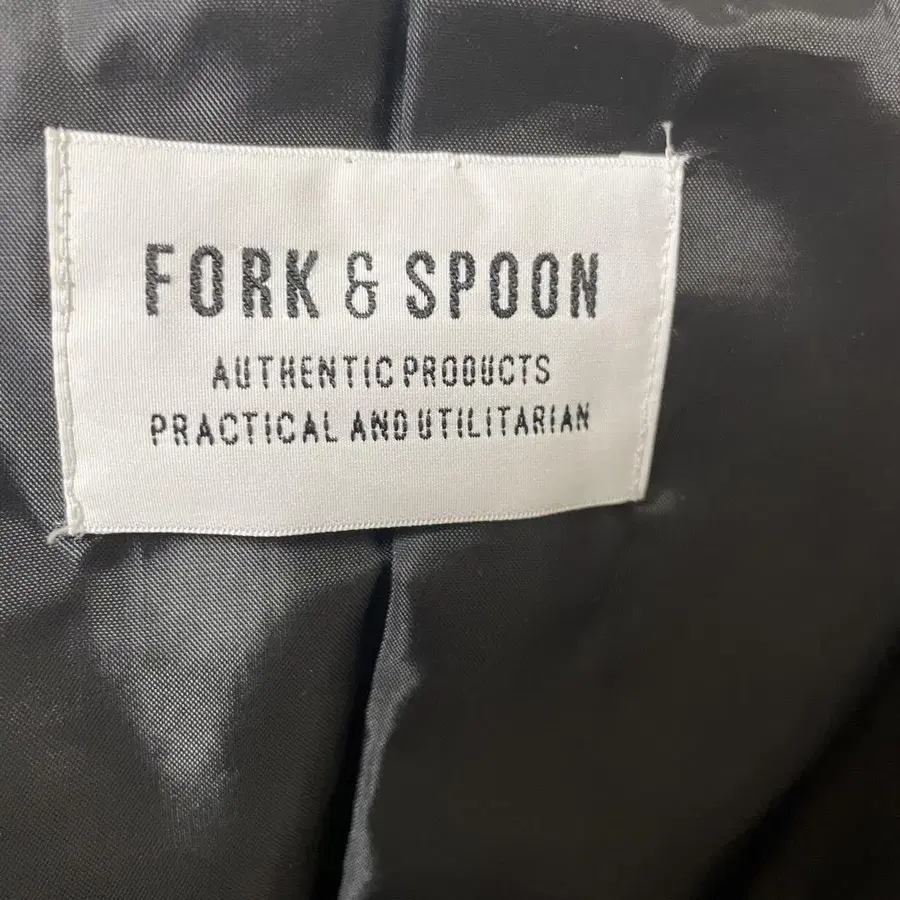 FORK & SPOON
AUTHENTIC PRODUCTS
PRACTICAL AND UTILITARIAN